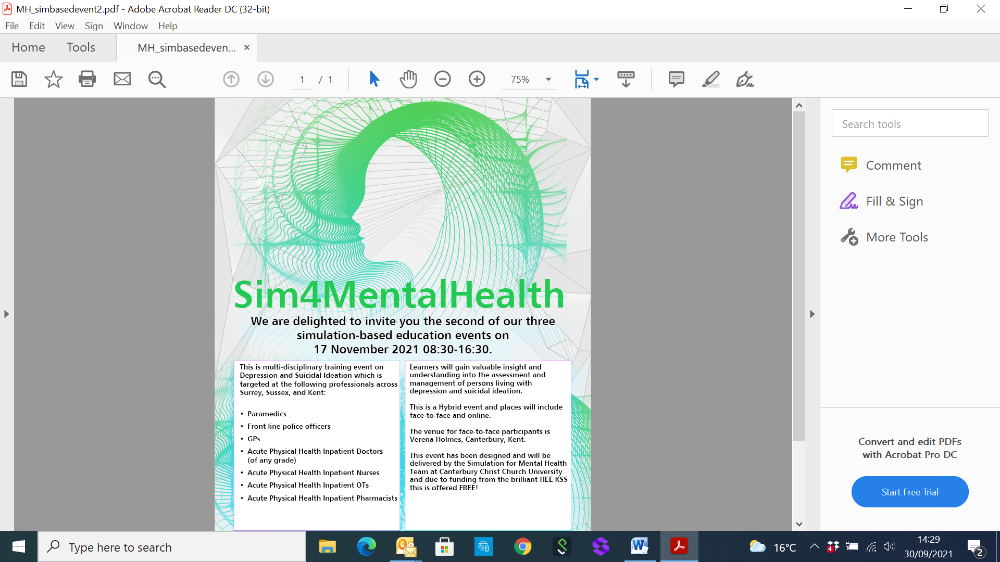 MH_simbasedevent2.pdf - Adobe Acrobat Reader DC (32-bit)
File Edit View Sign Window Help
Home Tools MH_simbasedeven...
1 / 1 75%
Sim4MentalHealth
We are delighted to invite you the second of our three
simulation-based education events on
17 November 2021 08:30-16:30.
This is multi-disciplinary training event on
Depression and Suicidal Ideation which is
targeted at the following professionals across
Surrey, Sussex, and Kent:
• Paramedics
• Front line police officers
• GPs
• Acute Physical Health Inpatient Doctors
(of any grade)
• Acute Physical Health Inpatient Nurses
• Acute Physical Health Inpatient OTs
• Acute Physical Health Inpatient Pharmacists
Learners will gain valuable insight and
understanding into the assessment and
management of persons living with
depression and suicidal ideation.
This is a Hybrid event and places will include
face-to-face and online.
The venue for face-to-face participants is
Verena Holmes, Canterbury, Kent.
This event has been designed and will be
delivered by the Simulation for Mental Health
Team at Canterbury Christ Church University
and due to funding from the brilliant HEE KSS
this is offered FREE!
Search tools
Comment
Fill & Sign
More Tools
Convert and edit PDFs
with Acrobat Pro DC
Start Free Trial
Type here to search
16°C
4
14:29
30/09/2021
2